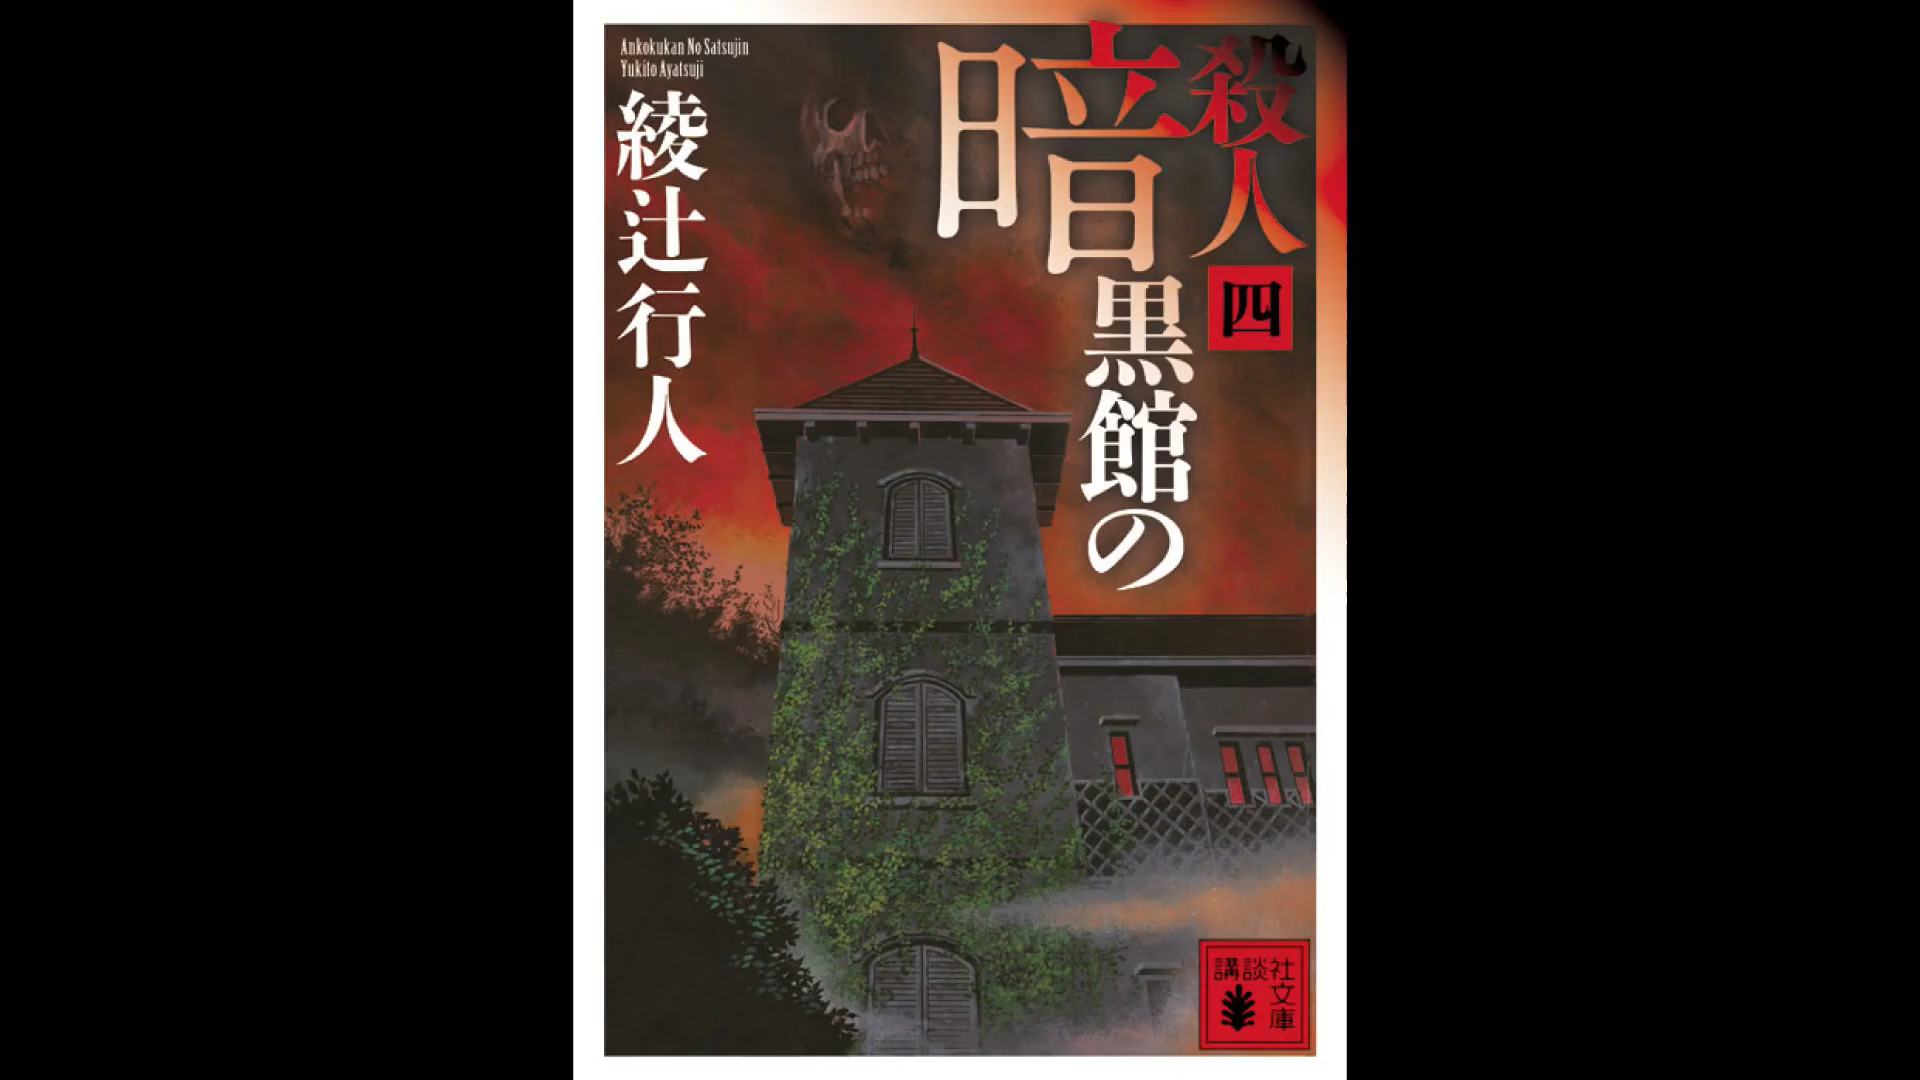 Ankokukan No Satsujin
Yukito Ayatsuji
暗黒館の
殺人
四
綾辻行人
講談社
文庫